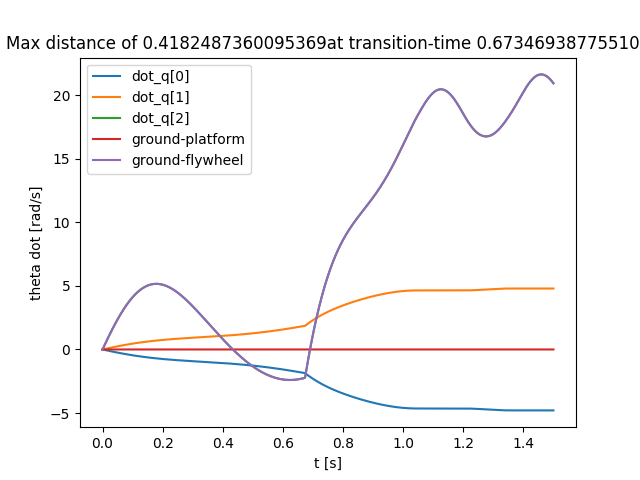 Max distance of 0.4182487360095369at transition-time 0.67346938775510
dot_q[0]
dot_q[1]
dot_q[2]
ground-platform
ground-flywheel
theta dot [rad/s]
20
15
10
5
0
−5
0.0 0.2 0.4 0.6 0.8 1.0 1.2 1.4
t [s]